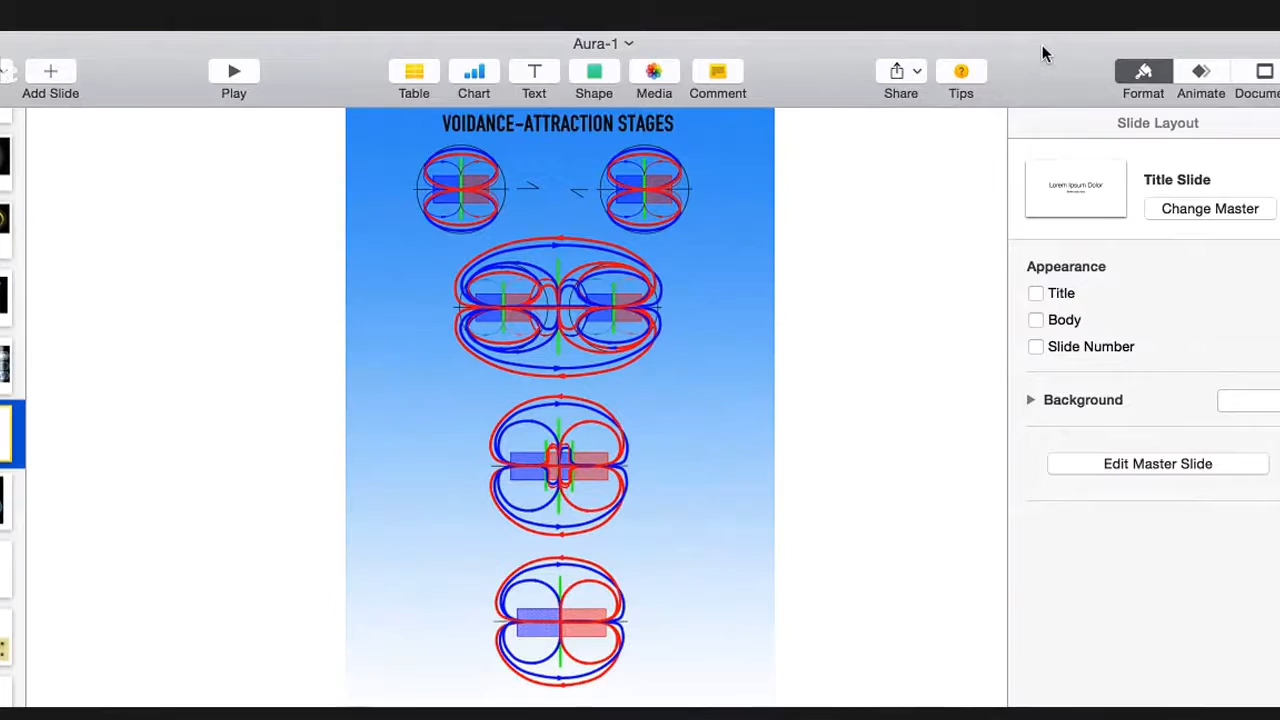 Aura-1
Add Slide
Play
Table
Chart
Text
Shape
Media
Comment
Share
Tips
Format
Animate
Docume
VOIDANCE-ATTRACTION STAGES
Slide Layout
Lorem Ipsum Dolor
Title Slide
Change Master
Appearance
Title
Body
Slide Number
Background
Edit Master Slide